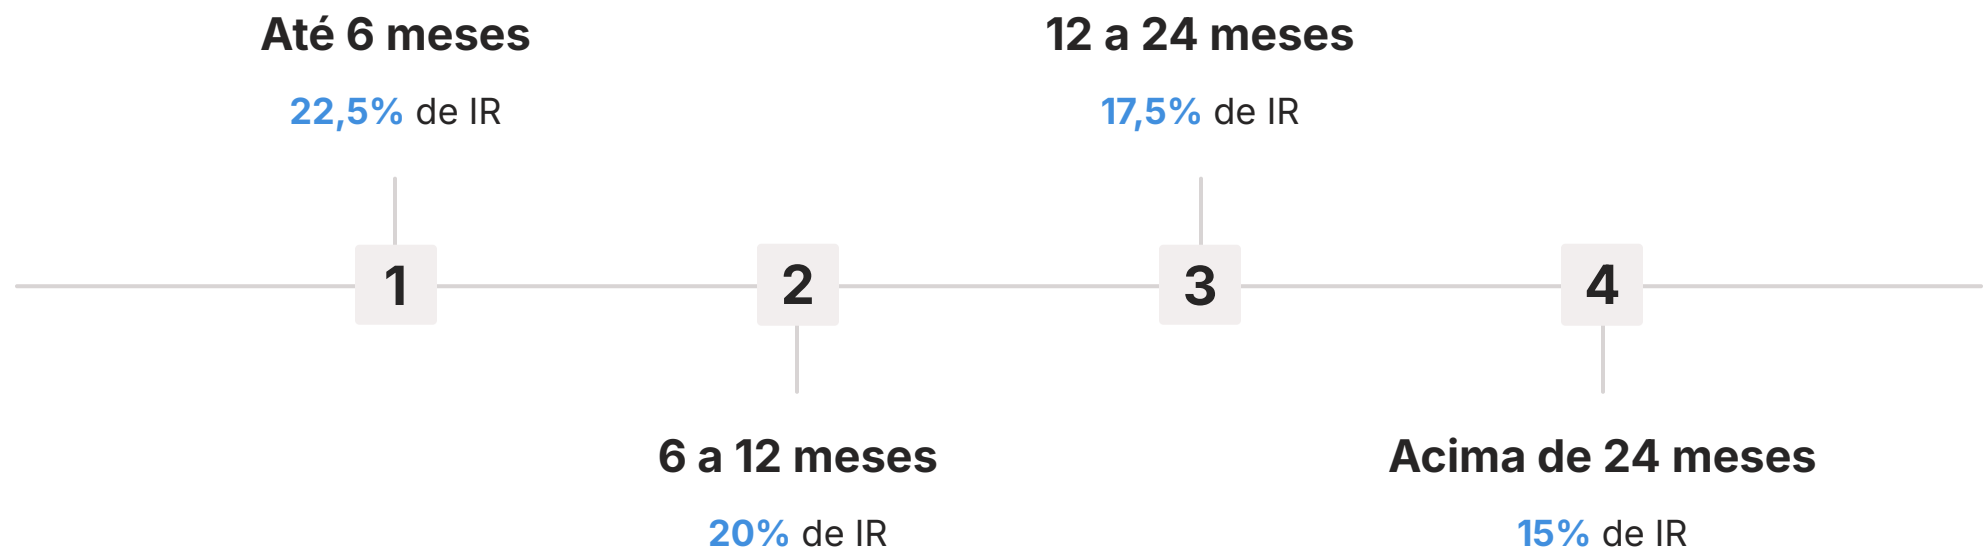 Até 6 meses
22,5% de IR
1
2
6 a 12 meses
20% de IR
12 a 24 meses
17,5% de IR
3
4
Acima de 24 meses
15% de IR